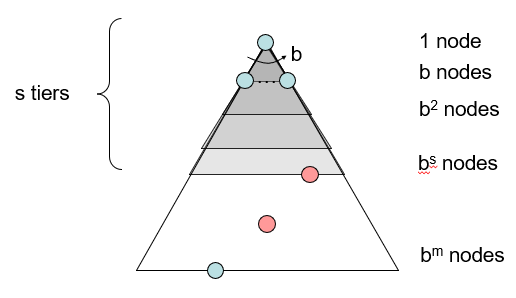 1 node
b
b nodes
s tiers
b² nodes
bˢ nodes
bᵐ nodes